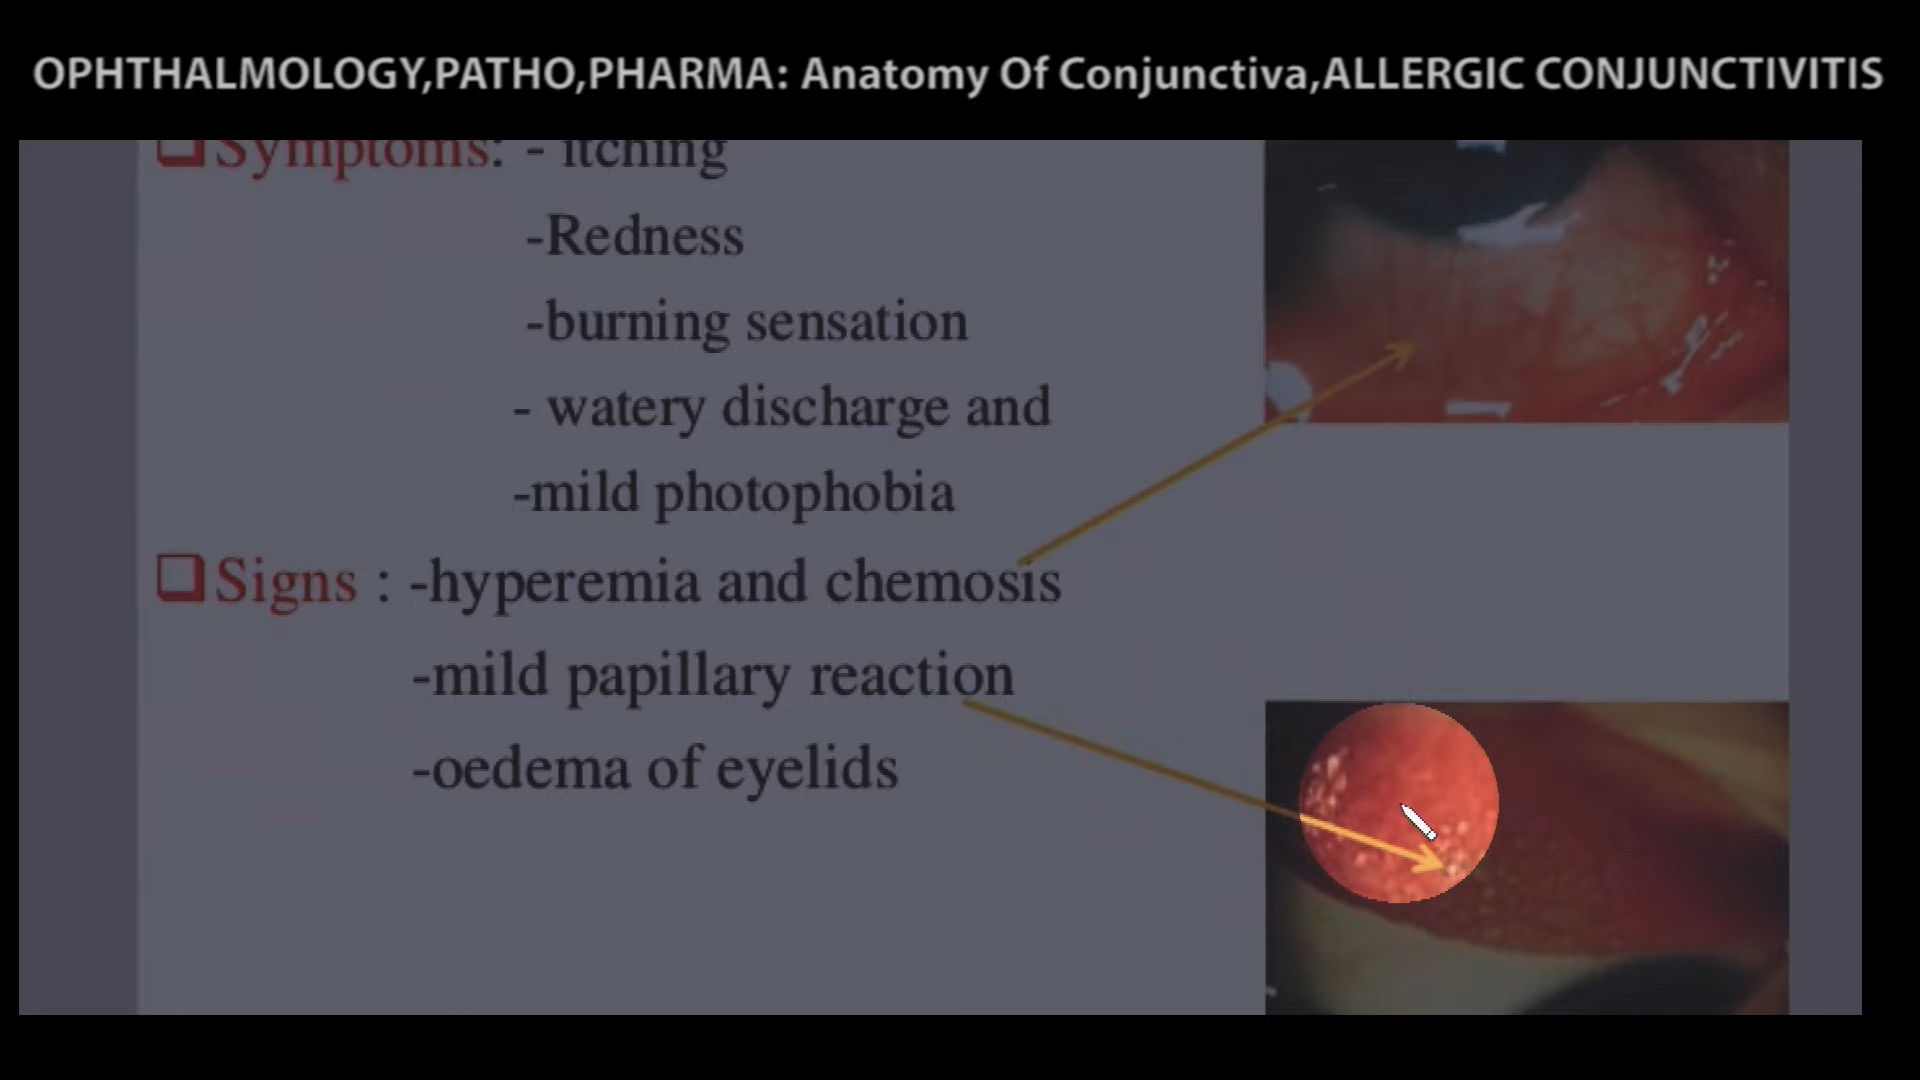 OPHTHALMOLOGY,PATHO,PHARMA: Anatomy Of Conjunctiva,ALLERGIC CONJUNCTIVITIS
Symptoms: - itching
-Redness
-burning sensation
- watery discharge and
-mild photophobia
Signs : -hyperemia and chemosis
-mild papillary reaction
-oedema of eyelids